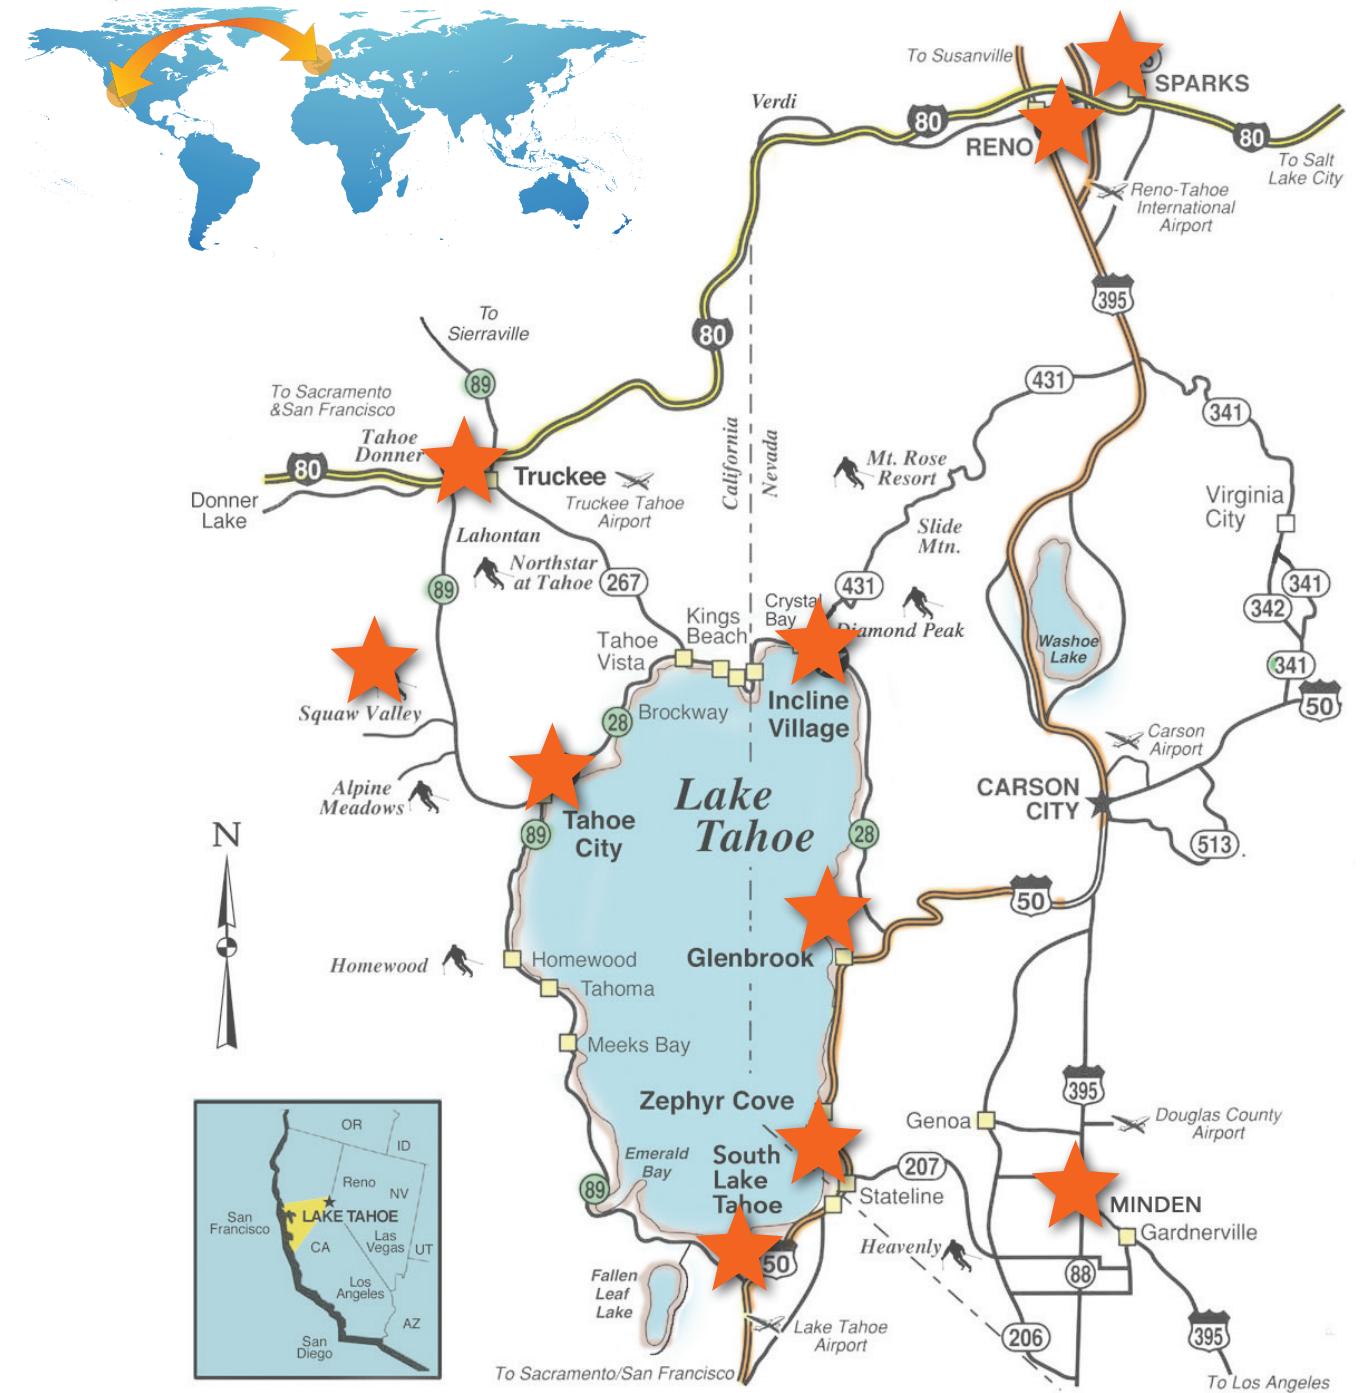 To Susanville
SPARKS
Verdi
80
RENO
80
To Salt
Lake City
Reno-Tahoe
International
Airport
395
To
Sierraville
80
89
To Sacramento
&San Francisco
431
341
Tahoe
Donner
California
Nevada
Mt. Rose
Resort
80
Truckee
Donner
Lake
Truckee Tahoe
Airport
Virginia
City
Slide
Mtn.
Lahontan
Northstar
at Tahoe
267
89
431
341
342
Crystal
Bay
Kings
Beach
Diamond Peak
Tahoe
Vista
Washoe
Lake
341
50
Squaw Valley
Brockway
28
Incline
Village
Carson
Airport
Alpine
Meadows
Lake
Tahoe
CARSON
CITY
N
89
Tahoe
City
28
513
50
Glenbrook
Homewood
Homewood
Tahoma
Meeks Bay
Zephyr Cove
395
Genoa
Douglas County
Airport
OR
ID
Reno
NV
San
Francisco
LAKE TAHOE
CA
Las
Vegas
UT
Los
Angeles
AZ
San
Diego
Emerald
Bay
South
Lake
Tahoe
207
89
Stateline
MINDEN
Gardnerville
Heavenly
50
88
Fallen
Leaf
Lake
Lake Tahoe
Airport
206
395
To Sacramento/San Francisco
To Los Angeles